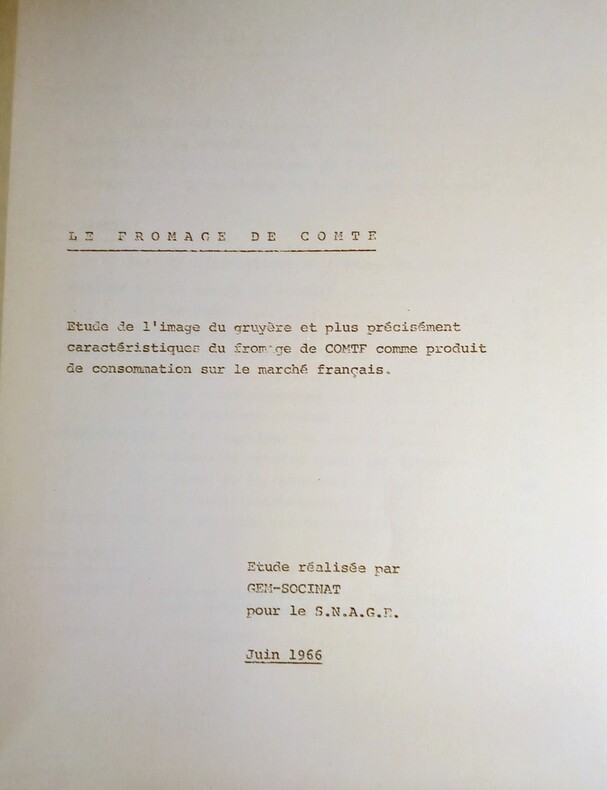 LE FROMAGE DE COMTE
Etude de l'image du gruyère et plus précisément
caractéristiques du fromage de COMTE comme produit
de consommation sur le marché français.
Etude réalisée par
GEM-SOCINAT
pour le S.N.A.G.E.
Juin 1966